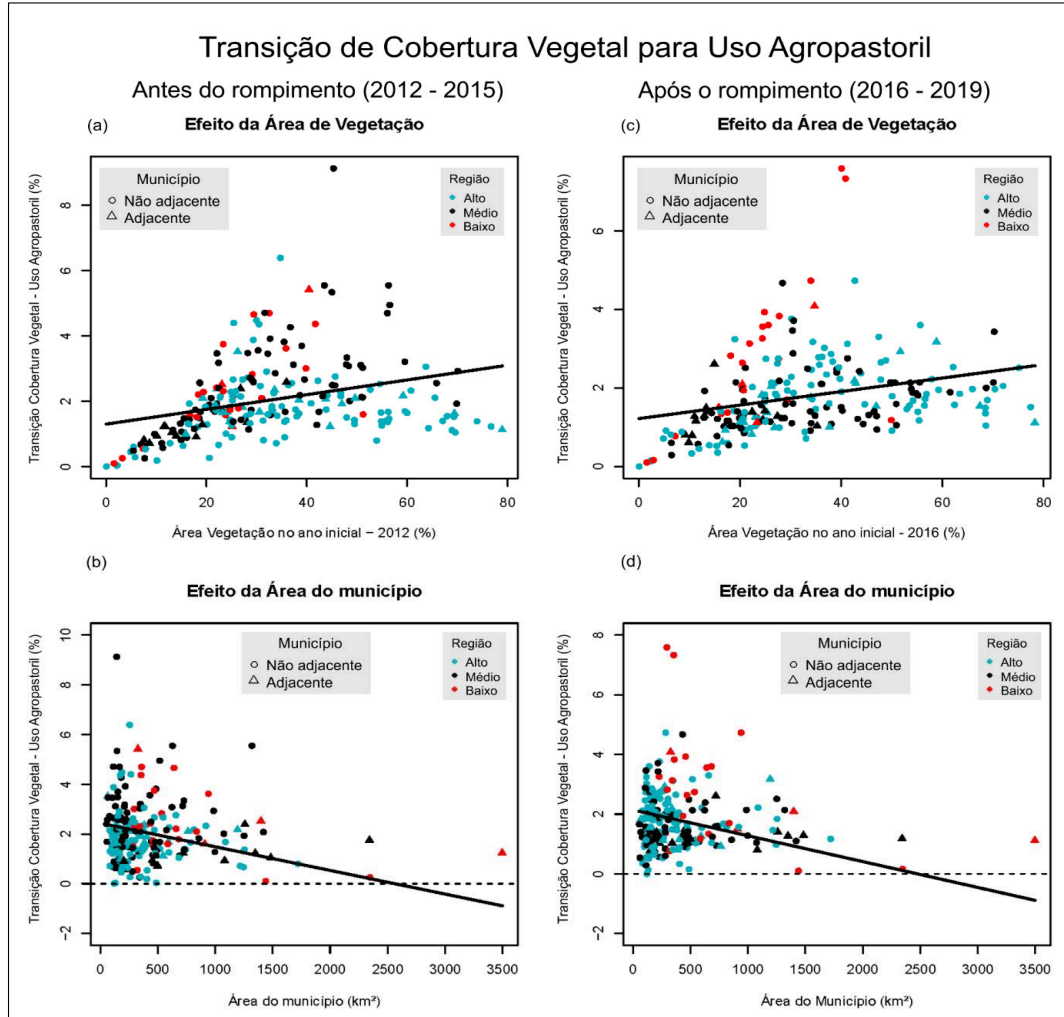 Transição de Cobertura Vegetal para Uso Agropastoril
Antes do rompimento (2012 - 2015)
Após o rompimento (2016 - 2019)
(a)
Efeito da Área de Vegetação
Transição Cobertura Vegetal - Uso Agropastoril (%)
8
6
4
2
0
Município
Não adjacente
Adjacente
Região
Alto
Médio
Baixo
0 20 40 60 80
Área Vegetação no ano inicial – 2012 (%)
(c)
Efeito da Área de Vegetação
Transição Cobertura Vegetal - Uso Agropastoril (%)
6
4
2
0
Município
Não adjacente
Adjacente
Região
Alto
Médio
Baixo
0 20 40 60 80
Área Vegetação no ano inicial - 2016 (%)
(b)
Efeito da Área do município
Transição Cobertura Vegetal - Uso Agropastoril (%)
10
8
6
4
2
0
−2
Município
Não adjacente
Adjacente
Região
Alto
Médio
Baixo
0 500 1000 1500 2000 2500 3000 3500
Área do município (km²)
(d)
Efeito da Área do município
Transição Cobertura Vegetal - Uso Agropastoril (%)
8
6
4
2
0
−2
Município
Não adjacente
Adjacente
Região
Alto
Médio
Baixo
0 500 1000 1500 2000 2500 3000 3500
Área do Município (km²)